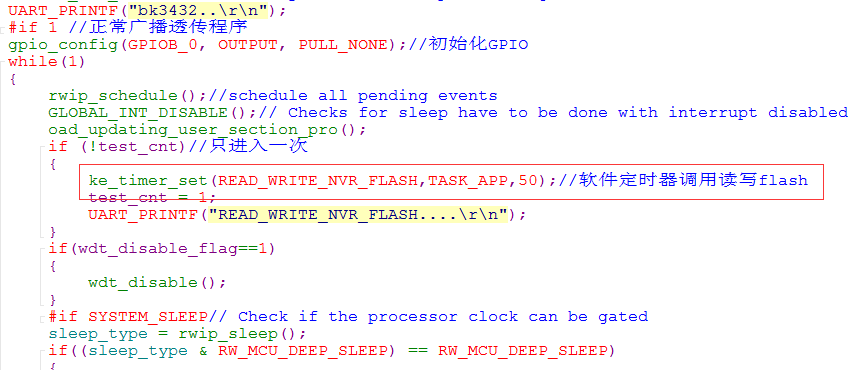 UART_PRINTF("bk3432..\r\n");
#if 1 //正常广播透传程序
gpio_config(GPIOB_0, OUTPUT, PULL_NONE);//初始化GPIO
while(1)
{
rwip_schedule();//schedule all pending events
GLOBAL_INT_DISABLE();// Checks for sleep have to be done with interrupt disabled
oad_updating_user_section_pro();
if (!test_cnt)//只进入一次
{
ke_timer_set(READ_WRITE_NVR_FLASH,TASK_APP,50);//软件定时器调用读写flash
test_cnt = 1;
UART_PRINTF("READ_WRITE_NVR_FLASH....\r\n");
}
if(wdt_disable_flag==1)
{
wdt_disable();
}
#if SYSTEM_SLEEP// Check if the processor clock can be gated
sleep_type = rwip_sleep();
if((sleep_type & RW_MCU_DEEP_SLEEP) == RW_MCU_DEEP_SLEEP)
{